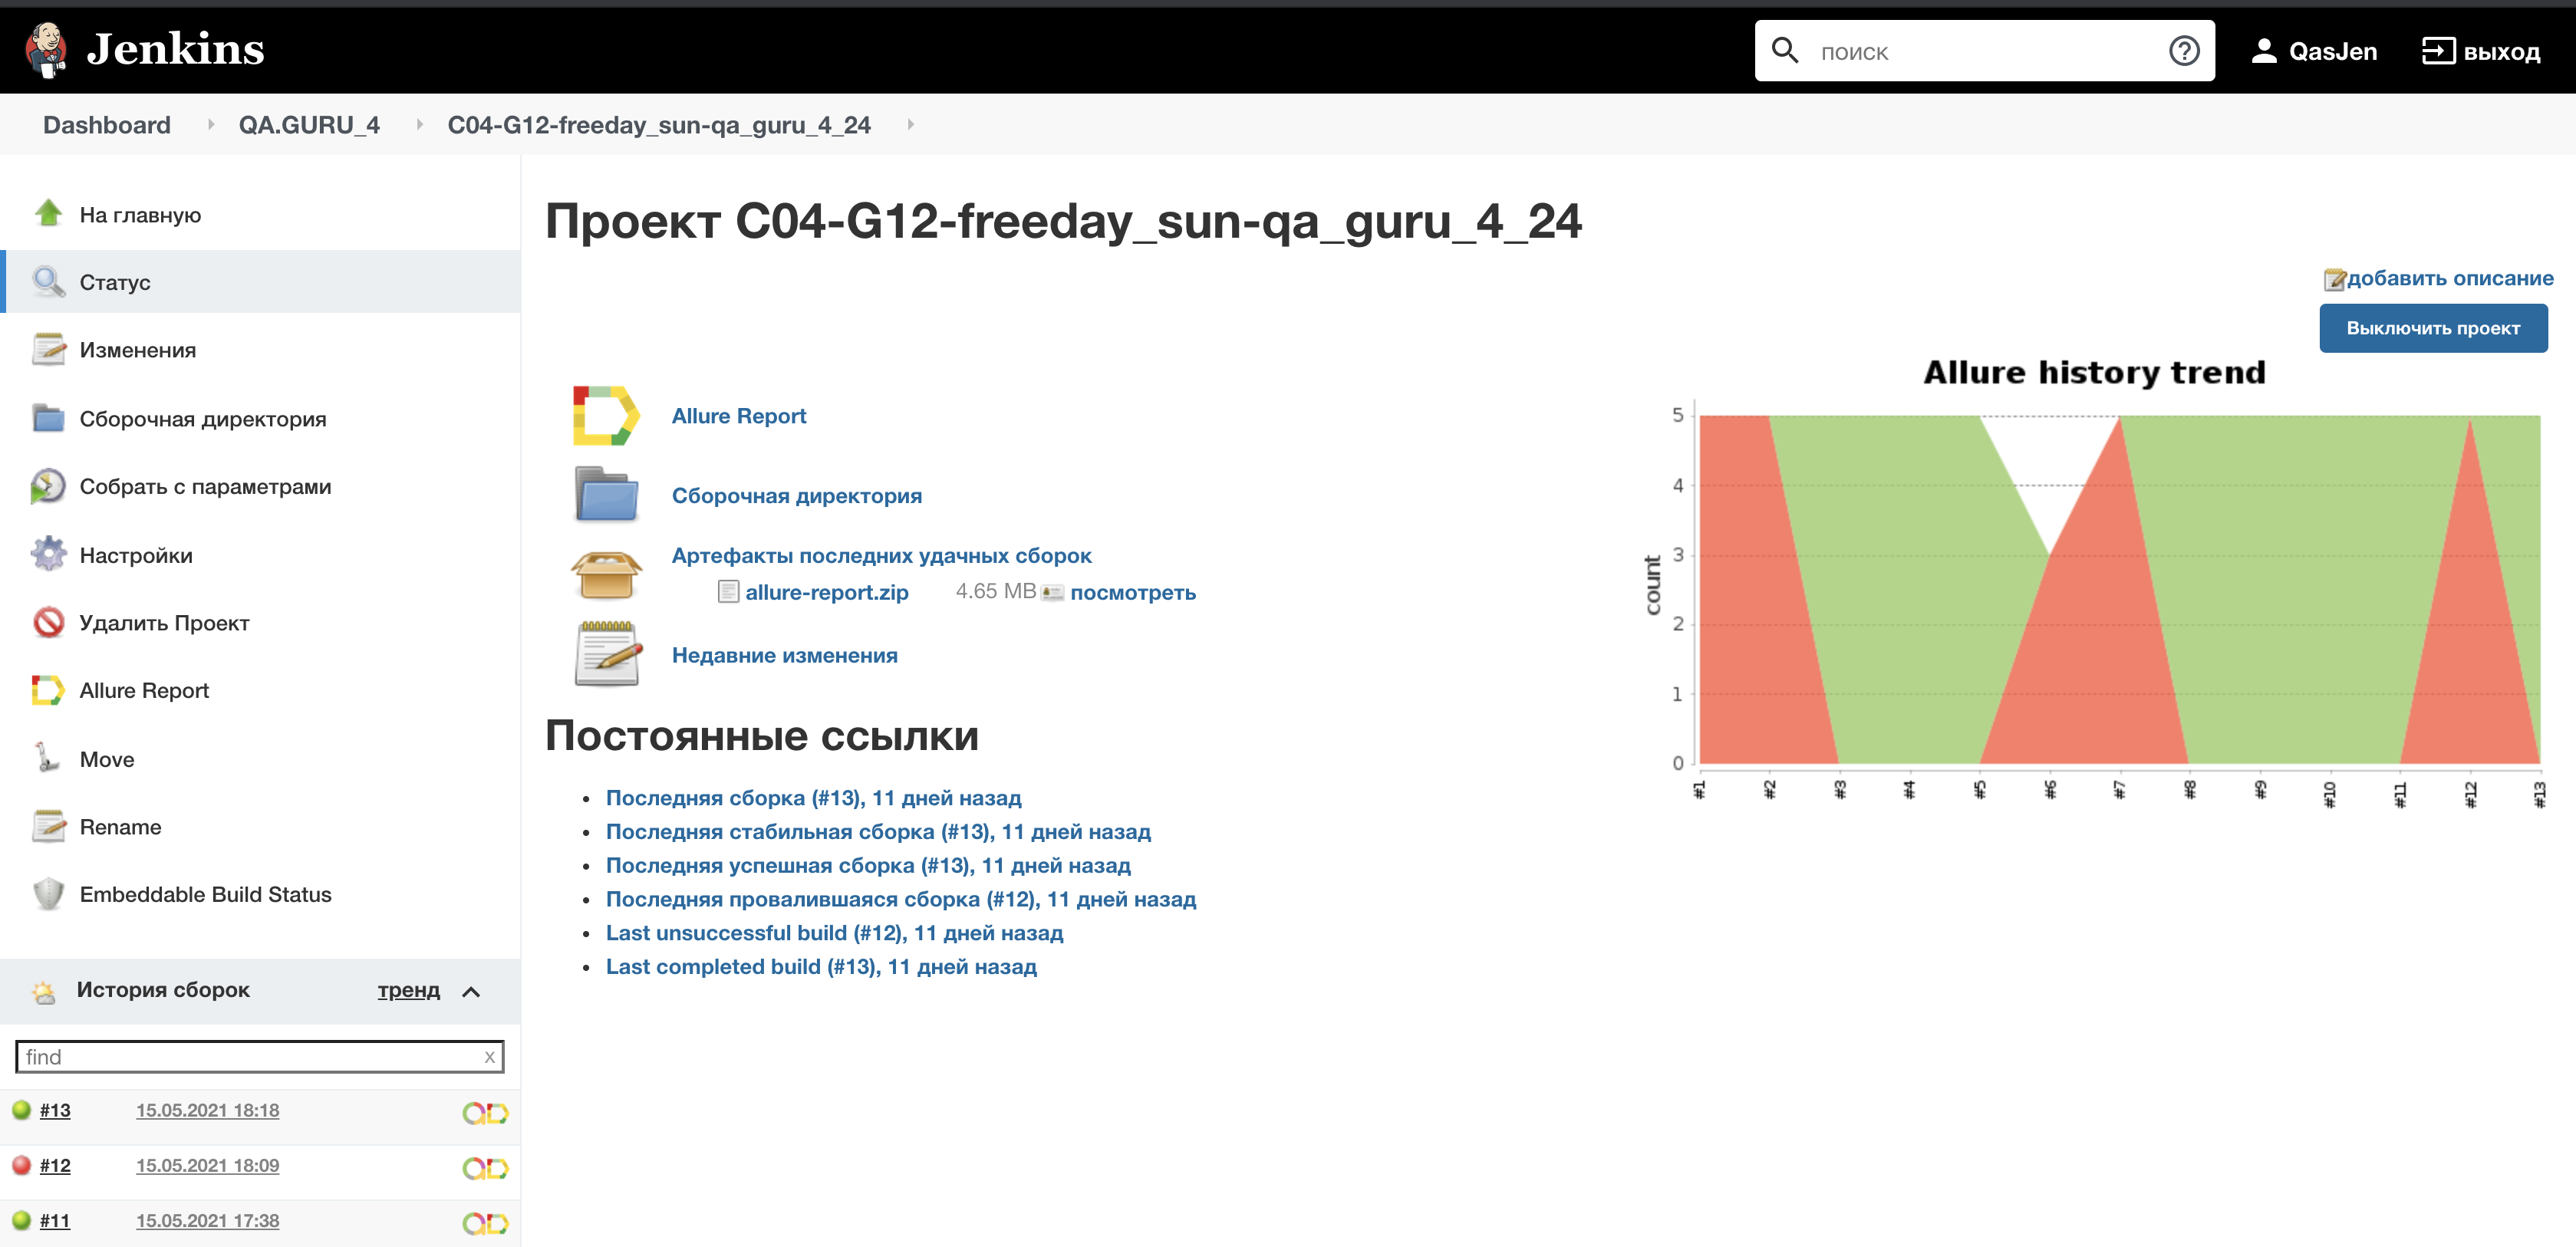 Jenkins
поиск
QasJen
выход
Dashboard
QA.GURU_4
C04-G12-freeday_sun-qa_guru_4_24
На главную
Статус
Изменения
Сборочная директория
Собрать с параметрами
Настройки
Удалить Проект
Allure Report
Move
Rename
Embeddable Build Status
История сборок
тренд
find
x
#13 15.05.2021 18:18
#12 15.05.2021 18:09
#11 15.05.2021 17:38
Проект C04-G12-freeday_sun-qa_guru_4_24
добавить описание
Выключить проект
Allure Report
Сборочная директория
Артефакты последних удачных сборок
allure-report.zip 4.65 MB посмотреть
Недавние изменения
Постоянные ссылки
Последняя сборка (#13), 11 дней назад
Последняя стабильная сборка (#13), 11 дней назад
Последняя успешная сборка (#13), 11 дней назад
Последняя провалившаяся сборка (#12), 11 дней назад
Last unsuccessful build (#12), 11 дней назад
Last completed build (#13), 11 дней назад
Allure history trend
count
5
4
3
2
1
0
#1 #2 #3 #4 #5 #6 #7 #8 #9 #10 #11 #12 #13